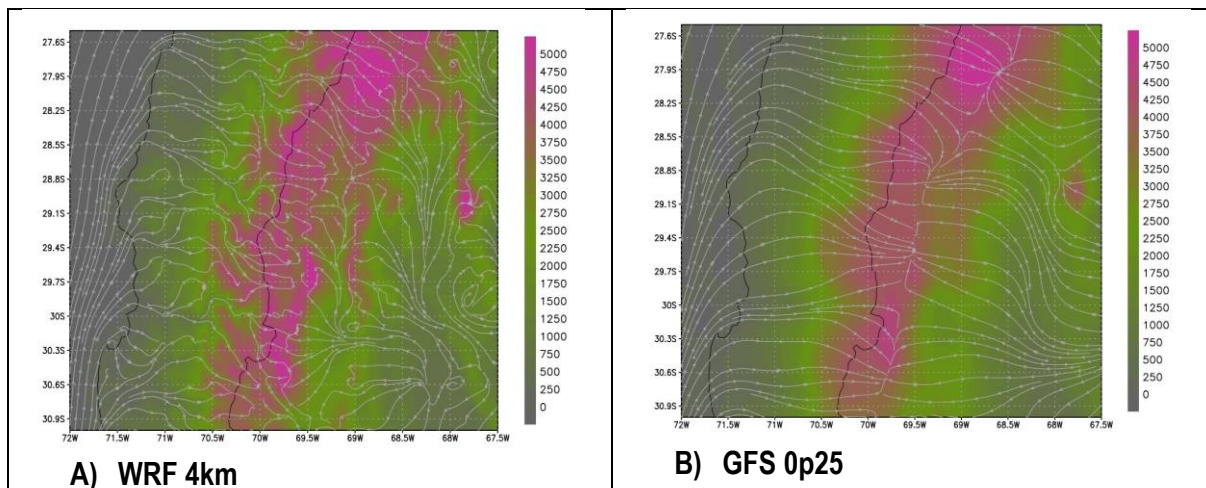 27.6S
27.9S
28.2S
28.5S
28.8S
29.1S
29.4S
29.7S
30S
30.3S
30.6S
30.9S
72W 71.5W 71W 70.5W 70W 69.5W 69W 68.5W 68W 67.5W
5000
4750
4500
4250
4000
3750
3500
3250
3000
2750
2500
2250
2000
1750
1500
1250
1000
750
500
250
0
A) WRF 4km
27.6S
27.9S
28.2S
28.5S
28.8S
29.1S
29.4S
29.7S
30S
30.3S
30.6S
30.9S
72W 71.5W 71W 70.5W 70W 69.5W 69W 68.5W 68W 67.5W
5000
4750
4500
4250
4000
3750
3500
3250
3000
2750
2500
2250
2000
1750
1500
1250
1000
750
500
250
0
B) GFS 0p25